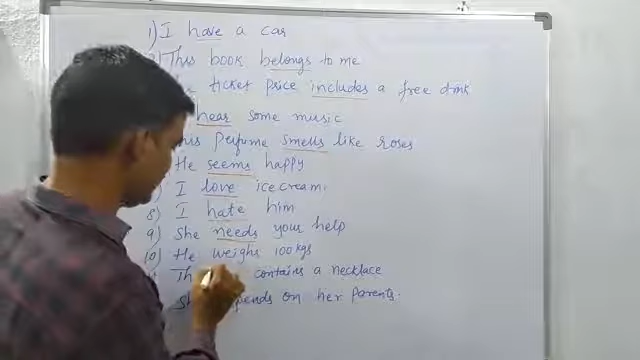 1) I have a car
This book belongs to me
ticket price includes a free drink
hear some music
This Perfume smells like roses
He seems happy
I love ice cream.
8) I hate him
9) She needs your help
10) He weighs 100 kgs
contains a necklace
on her Parents.